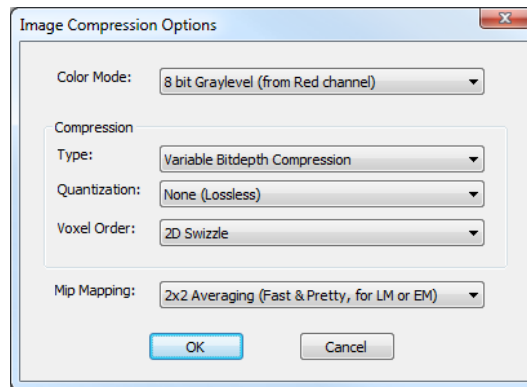 Image Compression Options
Color Mode: 8 bit Graylevel (from Red channel)
Compression
Type: Variable Bitdepth Compression
Quantization: None (Lossless)
Voxel Order: 2D Swizzle
Mip Mapping: 2x2 Averaging (Fast & Pretty, for LM or EM)
OK Cancel